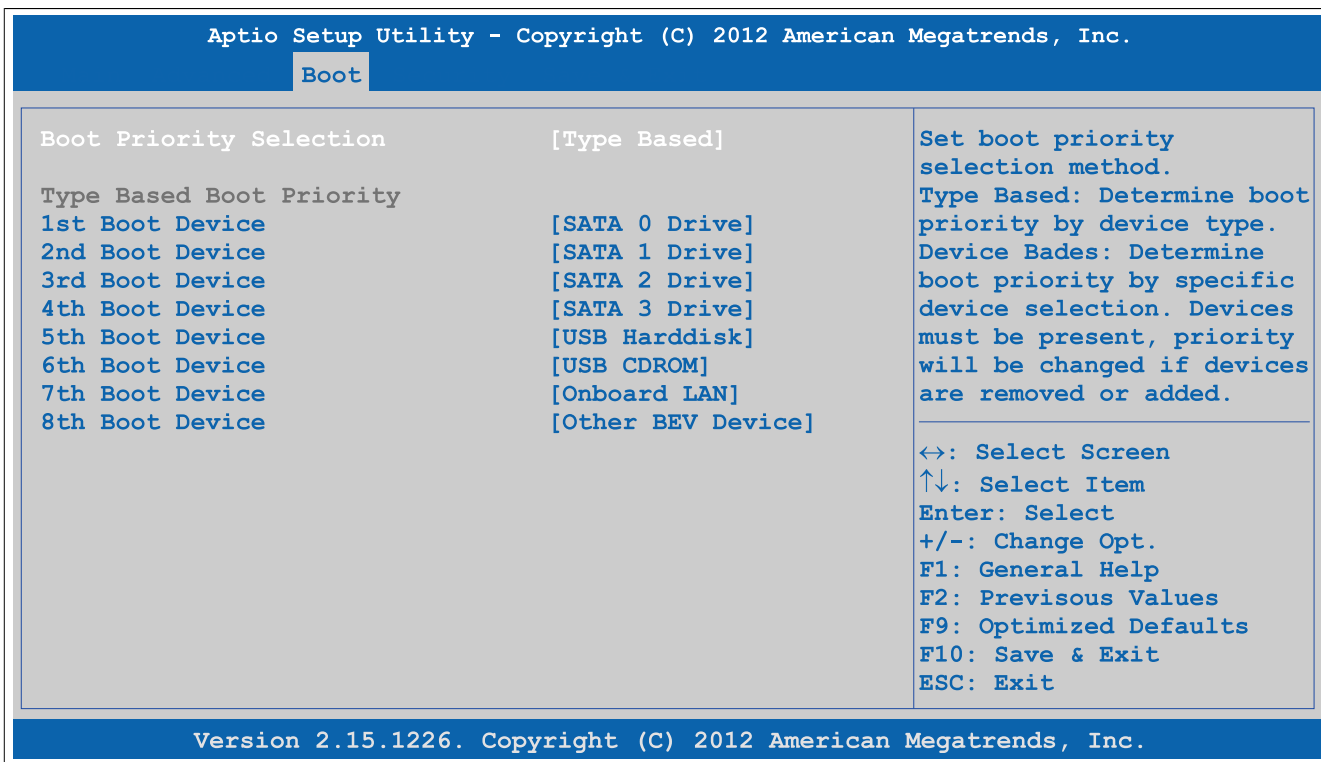 Aptio Setup Utility - Copyright (C) 2012 American Megatrends, Inc.
Boot
Boot Priority Selection [Type Based]
Type Based Boot Priority
1st Boot Device [SATA 0 Drive]
2nd Boot Device [SATA 1 Drive]
3rd Boot Device [SATA 2 Drive]
4th Boot Device [SATA 3 Drive]
5th Boot Device [USB Harddisk]
6th Boot Device [USB CDROM]
7th Boot Device [Onboard LAN]
8th Boot Device [Other BEV Device]
Set boot priority
selection method.
Type Based: Determine boot
priority by device type.
Device Bades: Determine
boot priority by specific
device selection. Devices
must be present, priority
will be changed if devices
are removed or added.
↔: Select Screen
↑↓: Select Item
Enter: Select
+/-: Change Opt.
F1: General Help
F2: Previsous Values
F9: Optimized Defaults
F10: Save & Exit
ESC: Exit
Version 2.15.1226. Copyright (C) 2012 American Megatrends, Inc.